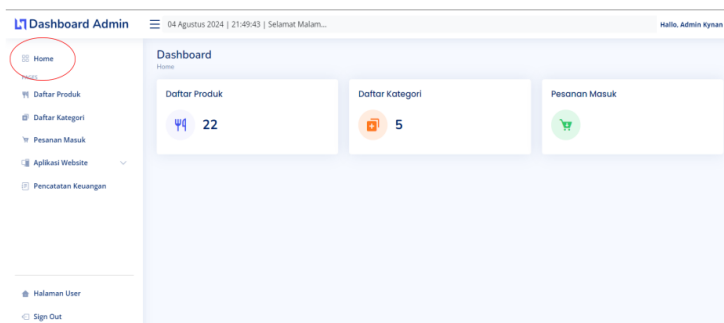 Dashboard Admin
04 Agustus 2024 | 21:49:43 | Selamat Malam...
Hallo, Admin Kynan
Home
PAGES
Daftar Produk
Daftar Kategori
Pesanan Masuk
Aplikasi Website
Pencatatan Keuangan
Halaman User
Sign Out
Dashboard
Home
Daftar Produk
22
Daftar Kategori
5
Pesanan Masuk